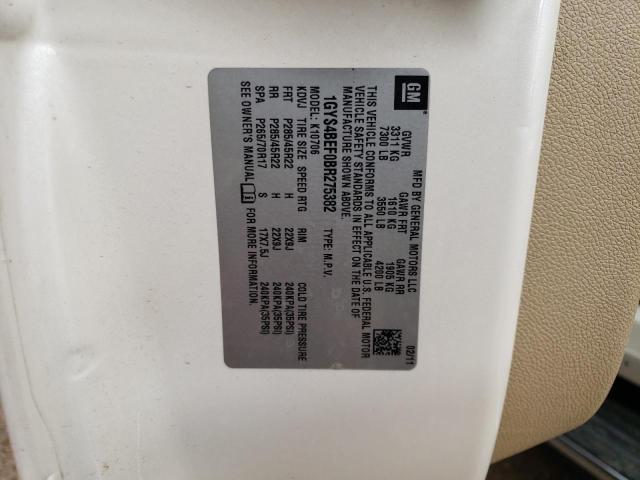 GM
MFD BY GENERAL MOTORS LLC
02/11
GVWR GAWR FRT GAWR RR
3311 KG 1610 KG 1905 KG
7300 LB 3550 LB 4200 LB
THIS VEHICLE CONFORMS TO ALL APPLICABLE U.S. FEDERAL MOTOR
VEHICLE SAFETY STANDARDS IN EFFECT ON THE DATE OF
MANUFACTURE SHOWN ABOVE.
1GYS4BEF0BR275382 TYPE: M.P.V.
MODEL: K10706
KDVJ TIRE SIZE SPEED RTG RIM COLD TIRE PRESSURE
FRT P285/45R22 H 22X9J 240KPA(35PSI)
RR P285/45R22 H 22X9J 240KPA(35PSI)
SPA P265/70R17 S 17X7.5J 240KPA(35PSI)
SEE OWNER'S MANUAL FOR MORE INFORMATION.